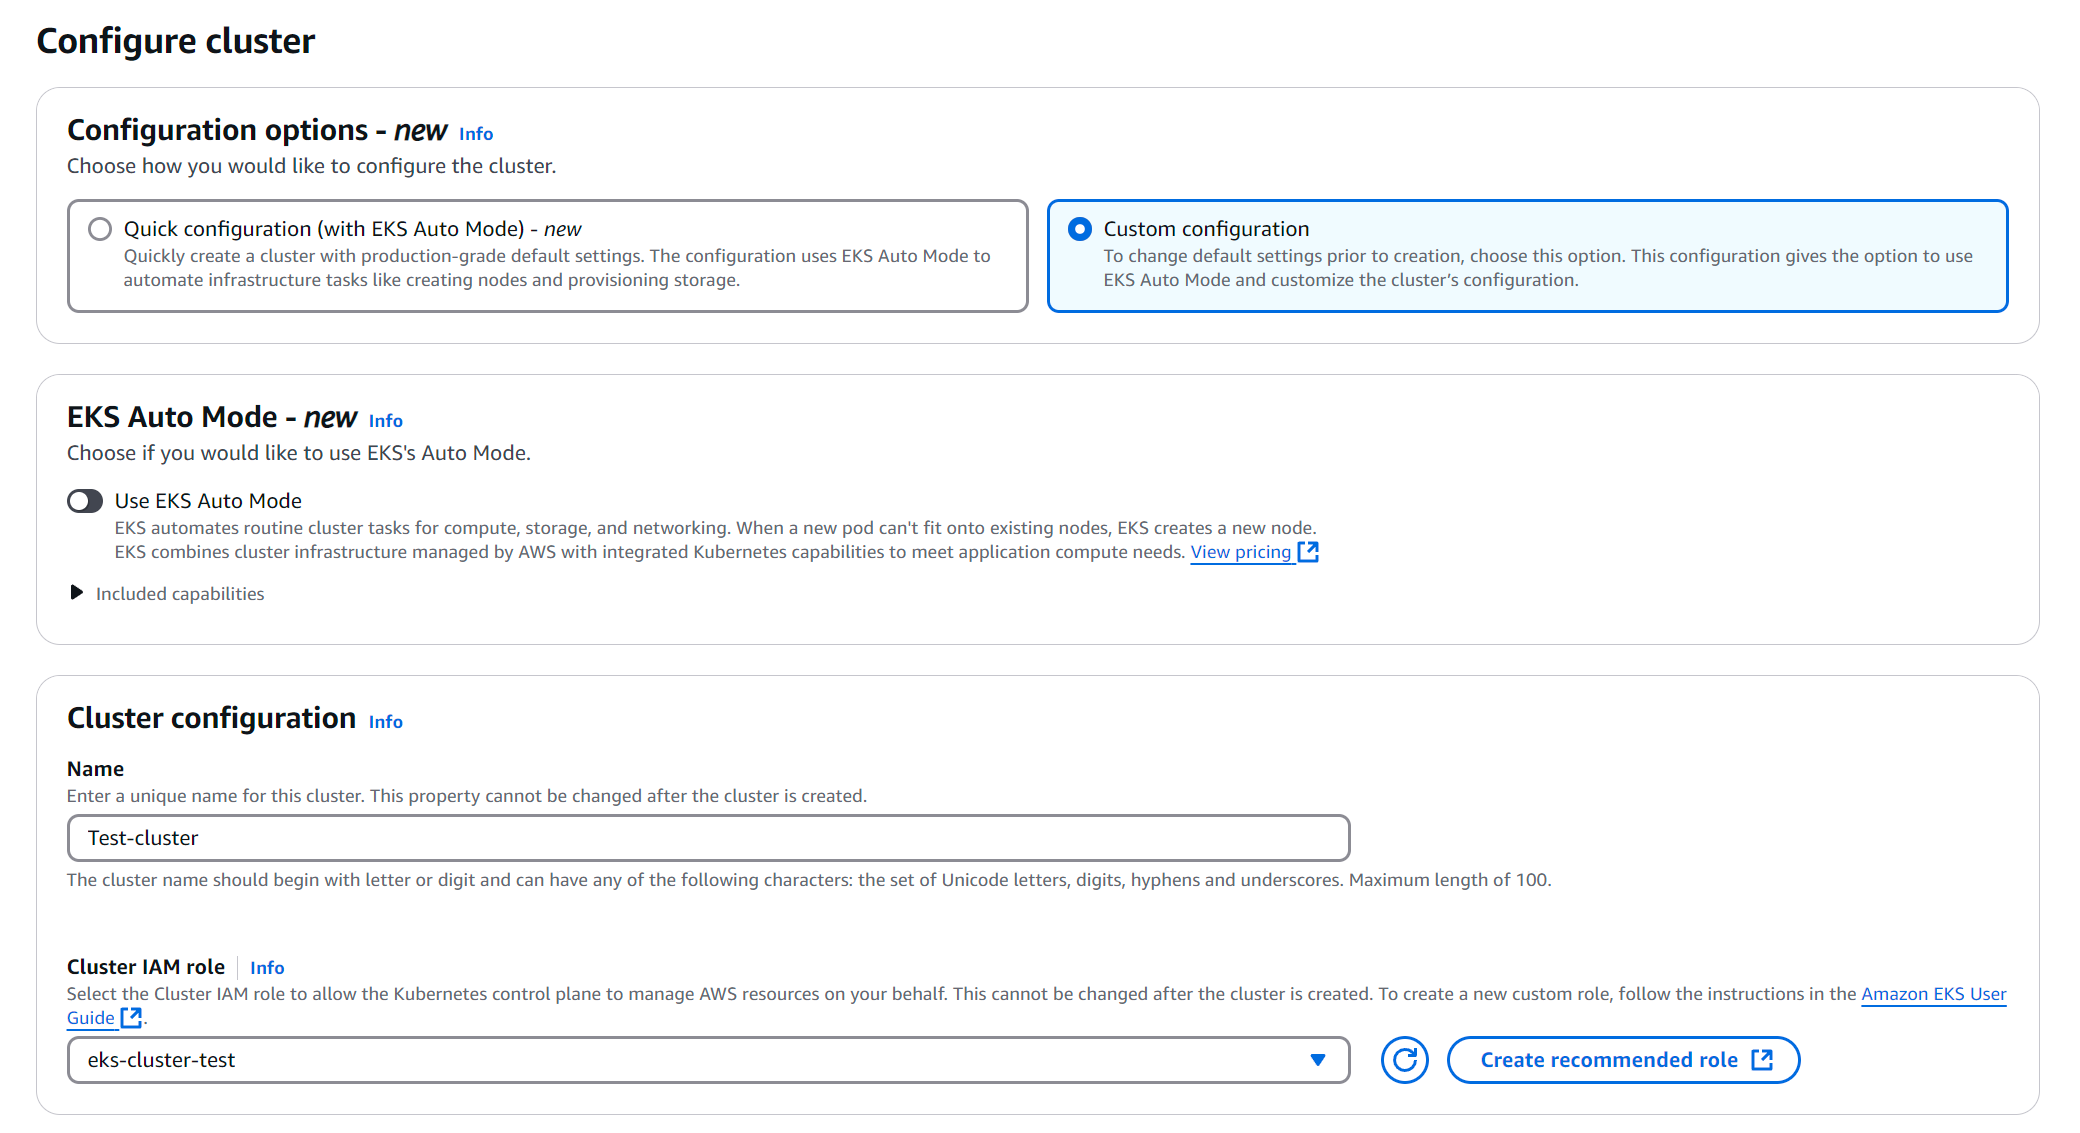 Configure cluster
Configuration options - new Info
Choose how you would like to configure the cluster.
Quick configuration (with EKS Auto Mode) - new
Quickly create a cluster with production-grade default settings. The configuration uses EKS Auto Mode to
automate infrastructure tasks like creating nodes and provisioning storage.
Custom configuration
To change default settings prior to creation, choose this option. This configuration gives the option to use
EKS Auto Mode and customize the cluster’s configuration.
EKS Auto Mode - new Info
Choose if you would like to use EKS's Auto Mode.
Use EKS Auto Mode
EKS automates routine cluster tasks for compute, storage, and networking. When a new pod can't fit onto existing nodes, EKS creates a new node.
EKS combines cluster infrastructure managed by AWS with integrated Kubernetes capabilities to meet application compute needs. View pricing
Included capabilities
Cluster configuration Info
Name
Enter a unique name for this cluster. This property cannot be changed after the cluster is created.
Test-cluster
The cluster name should begin with letter or digit and can have any of the following characters: the set of Unicode letters, digits, hyphens and underscores. Maximum length of 100.
Cluster IAM role Info
Select the Cluster IAM role to allow the Kubernetes control plane to manage AWS resources on your behalf. This cannot be changed after the cluster is created. To create a new custom role, follow the instructions in the Amazon EKS User
Guide.
eks-cluster-test
Create recommended role